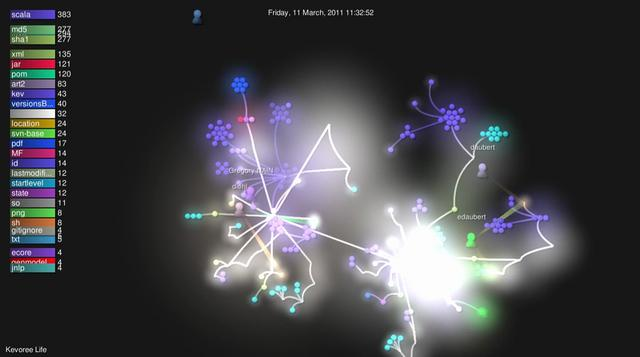 Friday, 11 March, 2011 11:32:52
scala 383
md5 277
sha1 277
xml 135
jar 121
pom 120
art2 83
kev 43
versionsB... 40
32
location 24
svn-base 24
pdf 17
MF 14
id 14
lastmodifi... 12
startlevel 12
state 12
so 11
png 8
sh 8
gitignore
txt 5
ecore 4
genmodel 4
jnlp 4
daubert
edaubert
Kevoree Life